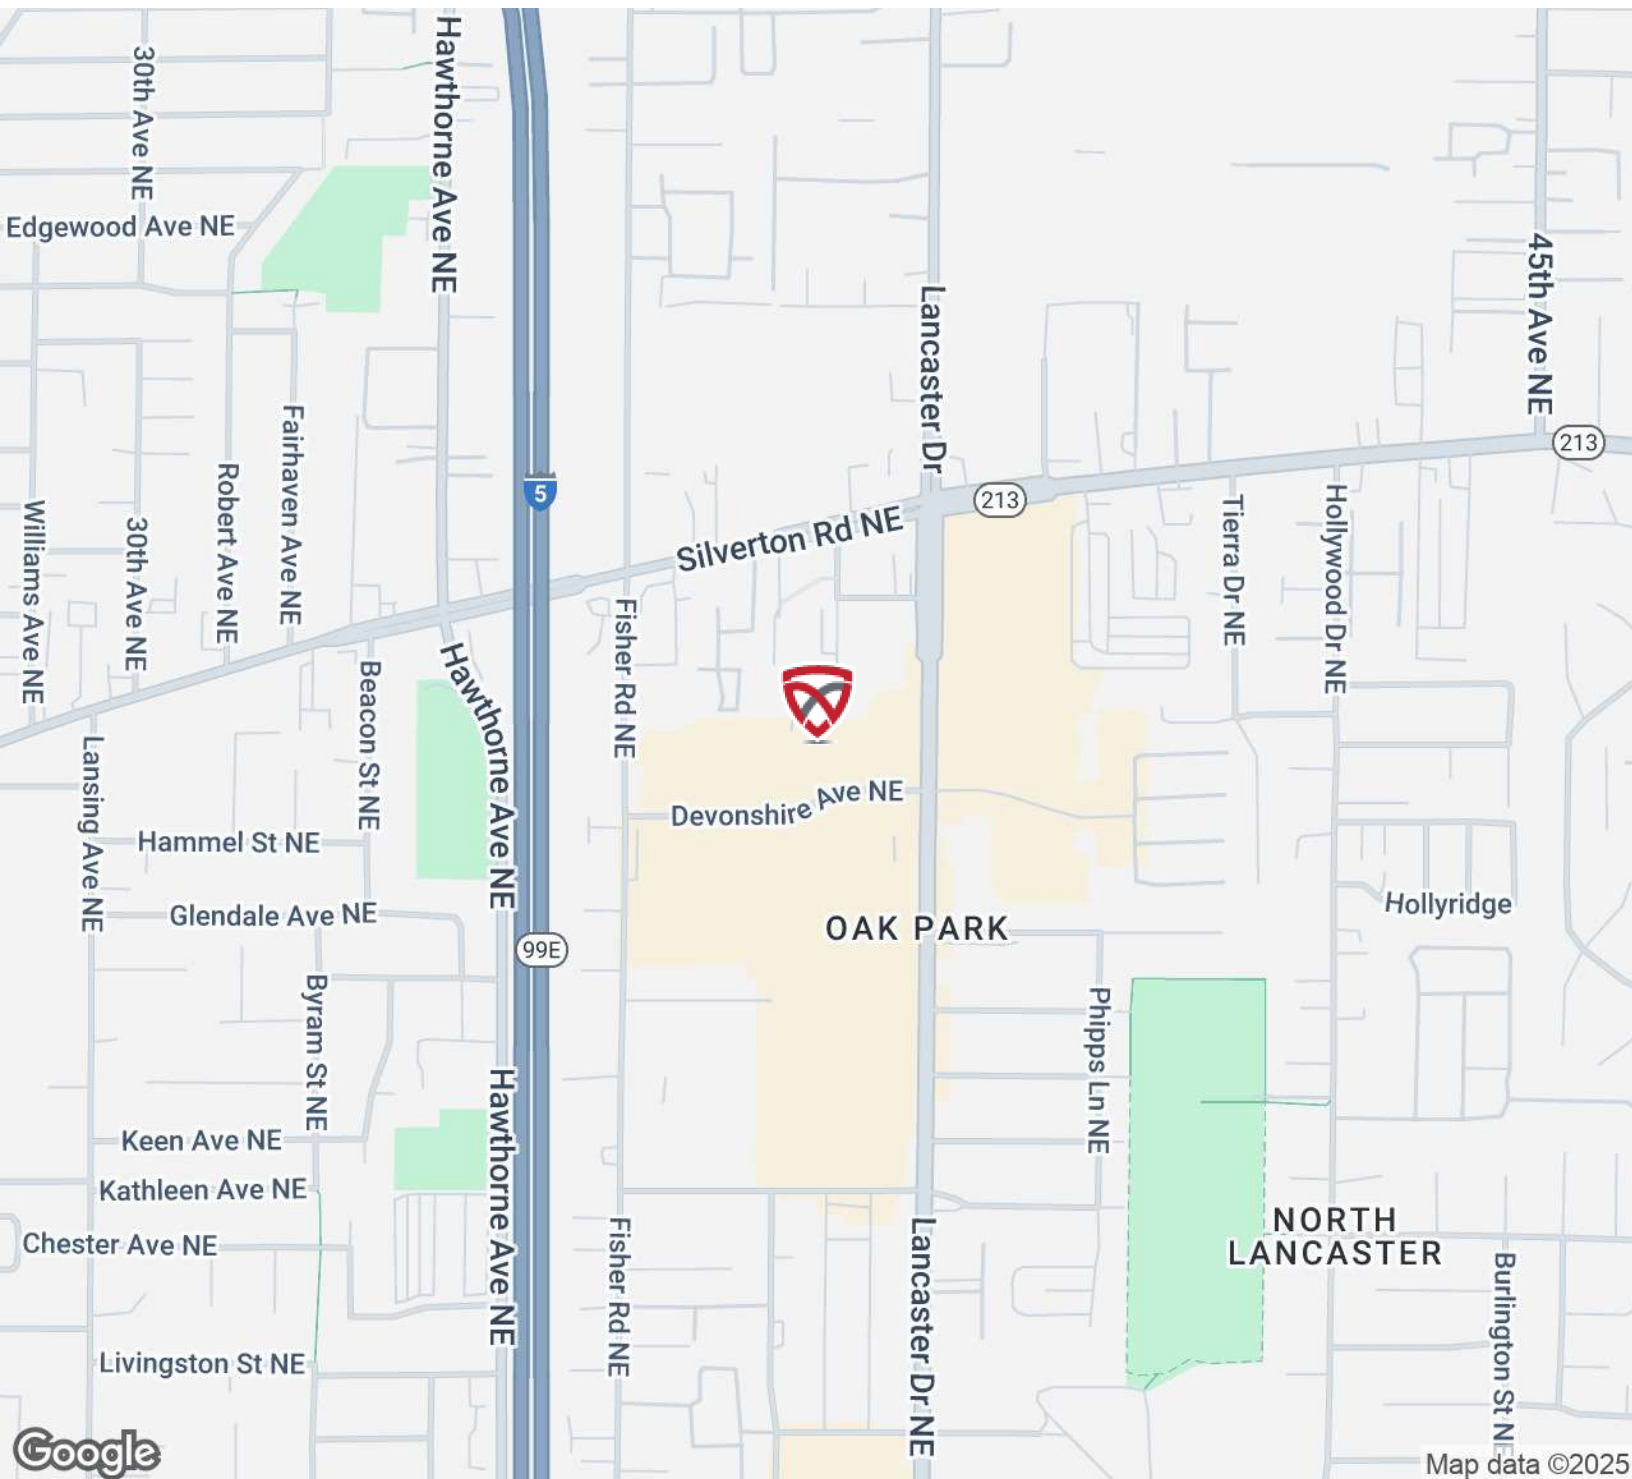 30th Ave NE
Hawthorne Ave NE
Edgewood Ave NE
Lancaster Dr
45th Ave NE
213
5
213
Silverton Rd NE
Williams Ave NE
30th Ave NE
Robert Ave NE
Fairhaven Ave NE
Fisher Rd NE
Tierra Dr NE
Hollywood Dr NE
Beacon St NE
Hawthorne Ave NE
Lansing Ave NE
Devonshire Ave NE
Hammel St NE
Glendale Ave NE
OAK PARK
Hollyridge
99E
Byram St NE
Phipps Ln NE
Keen Ave NE
Kathleen Ave NE
Hawthorne Ave NE
Chester Ave NE
Fisher Rd NE
Lancaster Dr NE
NORTH
LANCASTER
Burlington St NE
Livingston St NE
Google
Map data ©2025